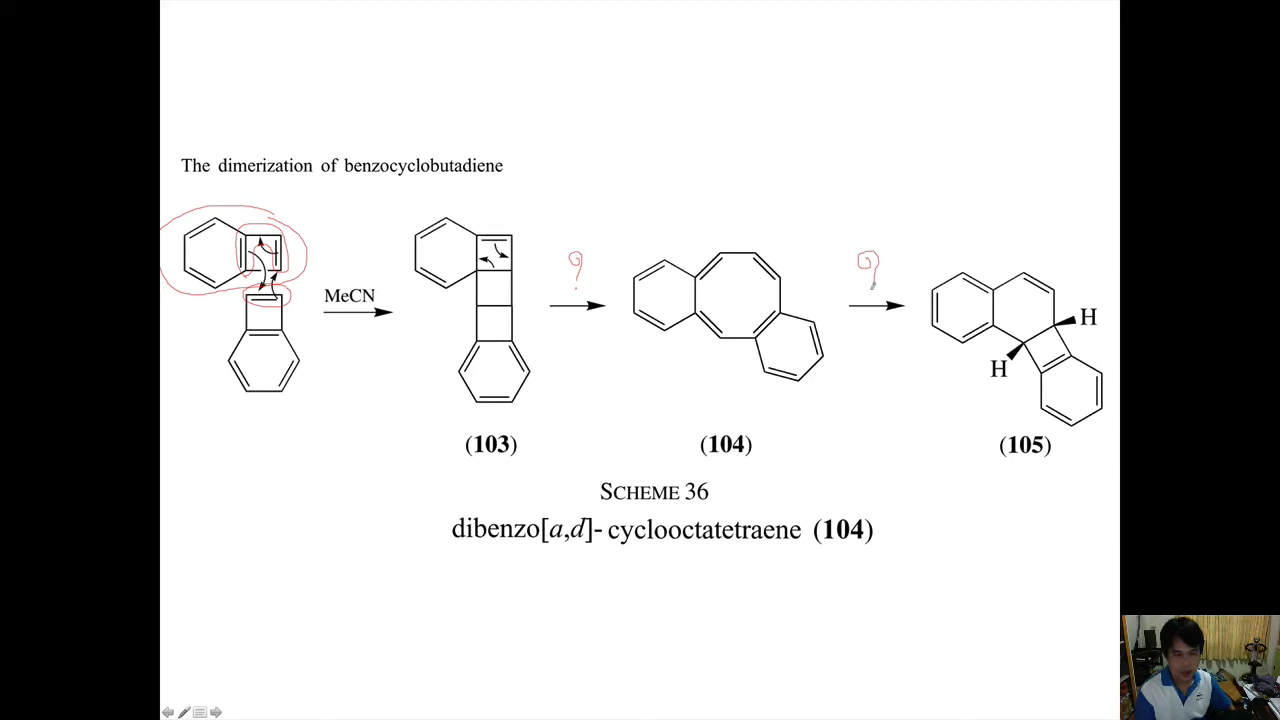 The dimerization of benzocyclobutadiene
MeCN
? ?
H
H
(103) (104) (105)
SCHEME 36
dibenzo[a,d]- cyclooctatetraene (104)